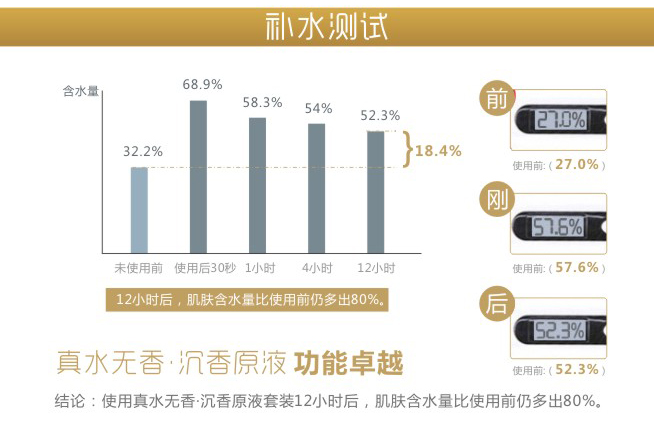 补水测试
含水量
68.9%
58.3%
54%
52.3%
32.2%
18.4%
未使用前 使用后30秒 1小时 4小时 12小时
12小时后，肌肤含水量比使用前仍多出80%。
前
27.0%
使用前:（27.0%）
刚
57.6%
使用前:（57.6%）
后
52.3%
使用前:（52.3%）
真水无香·沉香原液 功能卓越
结论：使用真水无香·沉香原液套装12小时后，肌肤含水量比使用前仍多出80%。